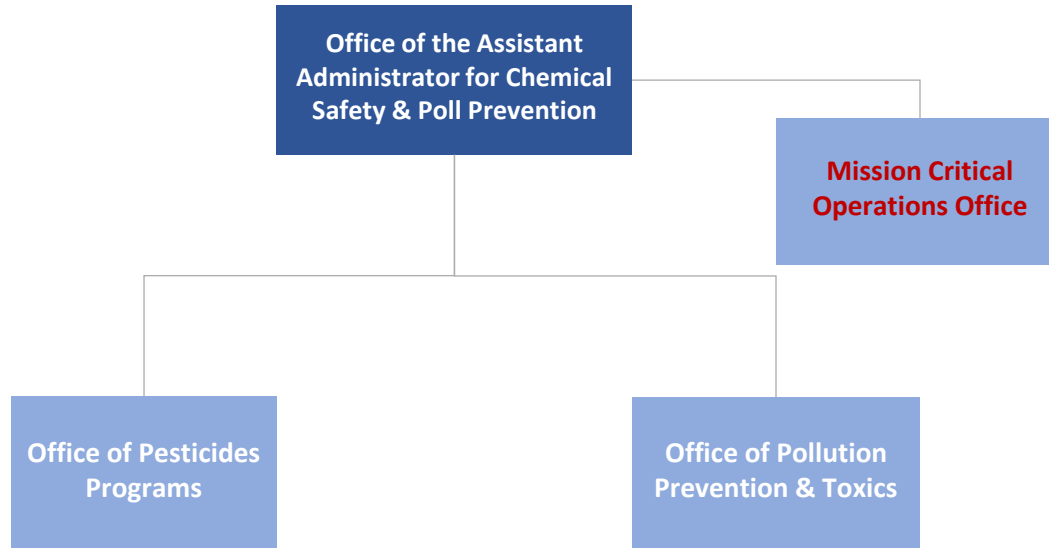 Office of the Assistant
Administrator for Chemical
Safety & Poll Prevention
Mission Critical
Operations Office
Office of Pesticides
Programs
Office of Pollution
Prevention & Toxics